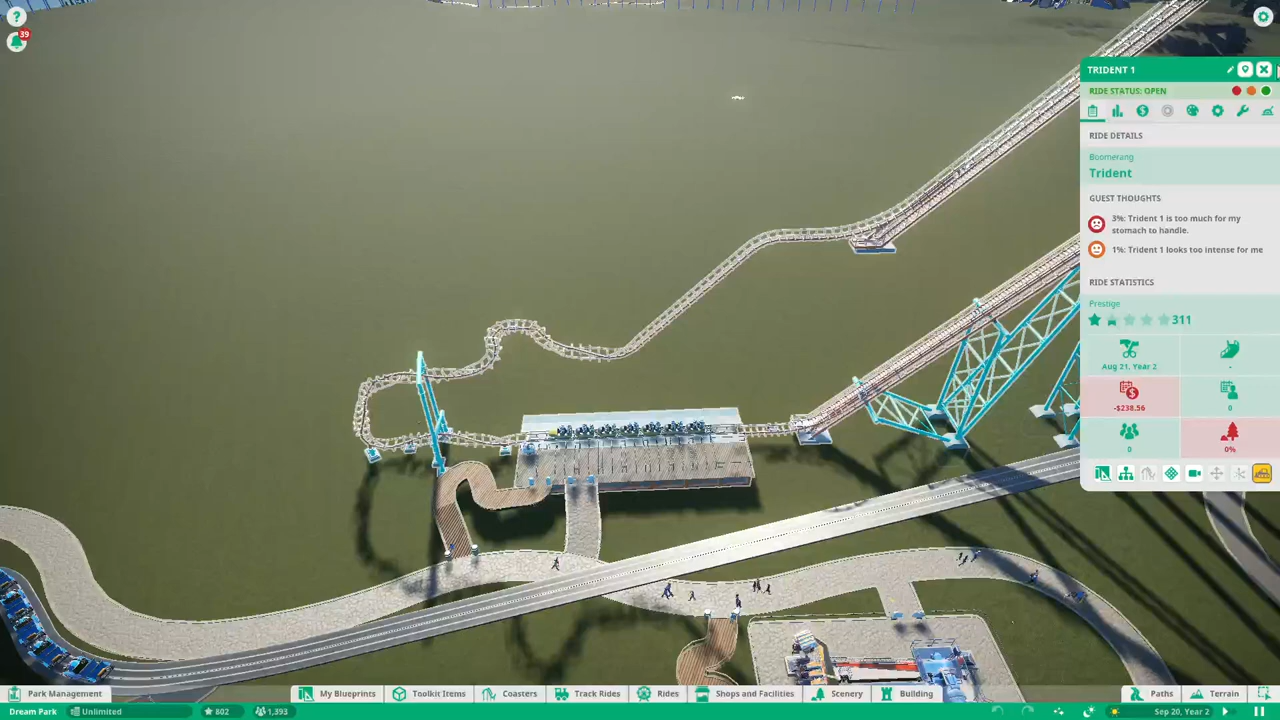 ?
39
TRIDENT 1
RIDE STATUS: OPEN
RIDE DETAILS
Boomerang
Trident
GUEST THOUGHTS
3%: Trident 1 is too much for my
stomach to handle.
1%: Trident 1 looks too intense for me
RIDE STATISTICS
Prestige
311
Aug 21, Year 2
-
-$238.56
0
0
0%
Park Management
My Blueprints
Toolkit Items
Coasters
Track Rides
Rides
Shops and Facilities
Scenery
Building
Paths
Terrain
Dream Park
Unlimited
802
1,393
Sep 20, Year 2